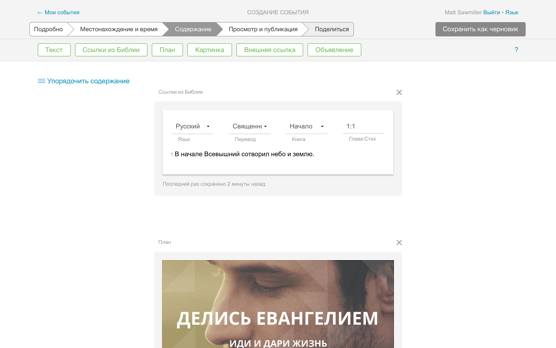 ← Мои события
СОЗДАНИЕ СОБЫТИЯ
Matt Sawmiller Выйти • Язык
Подробно
Местонахождение и время
Содержание
Просмотр и публикация
Поделиться
Сохранить как черновик
Текст
Ссылки из Библии
План
Картинка
Внешняя ссылка
Объявление
?
Упорядочить содержание
Ссылки из Библии
Русский
Священн
Начало
1:1
Язык
Перевод
Книга
Глава:Стих
1 В начале Всевышний сотворил небо и землю.
Последний раз сохранено 2 минуты назад
План
ДЕЛИСЬ ЕВАНГЕЛИЕМ
ИДИ И ДАРИ ЖИЗНЬ